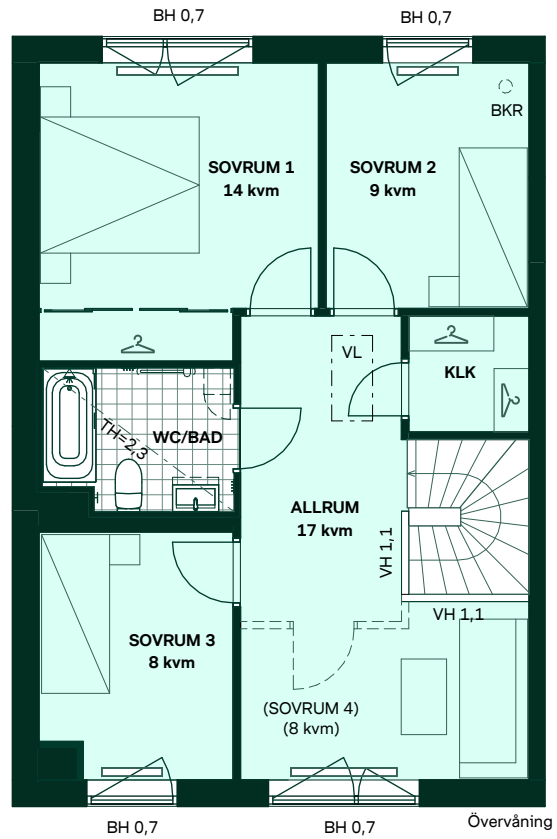 BH 0,7
BH 0,7
BKR
SOVRUM 1
14 kvm
SOVRUM 2
9 kvm
VL
KLK
TH=2,3
WC/BAD
ALLRUM
17 kvm
VH 1,1
VH 1,1
SOVRUM 3
8 kvm
(SOVRUM 4)
(8 kvm)
BH 0,7
BH 0,7
Övervåning